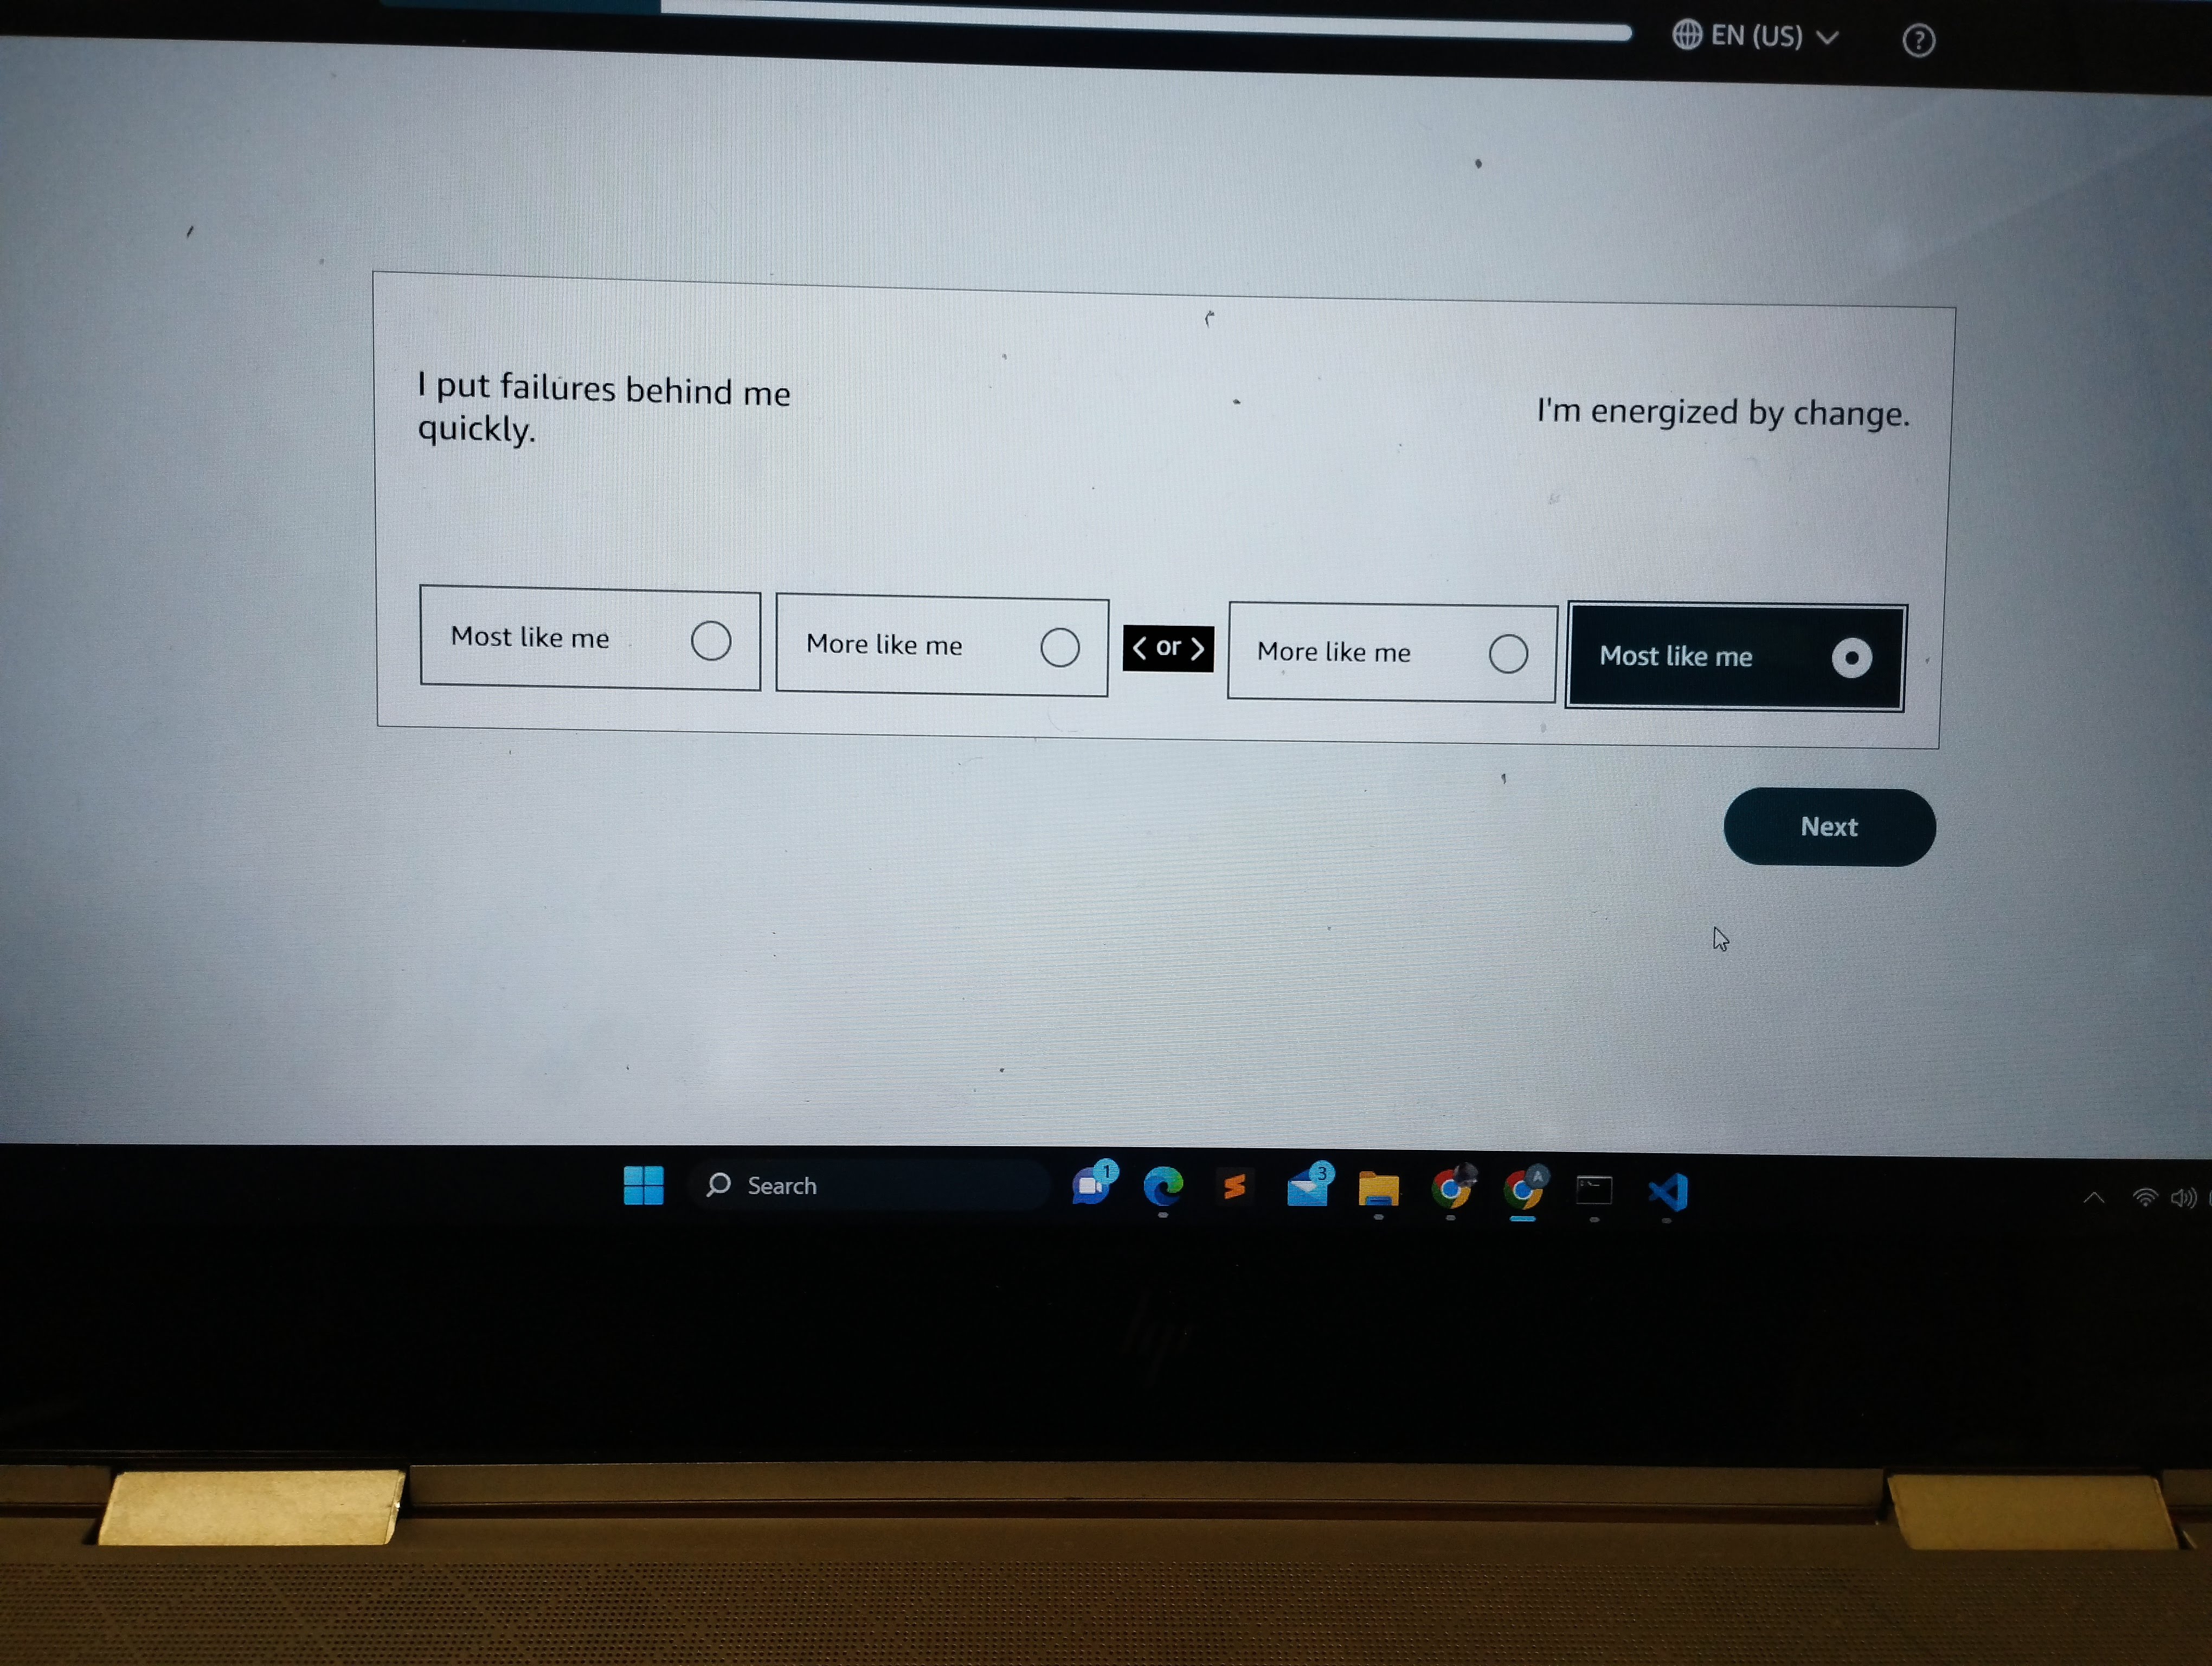 EN (US)
?
I put failures behind me
quickly.
I'm energized by change.
Most like me
More like me
< or >
More like me
Most like me
Next
Search
1
3
A
hp